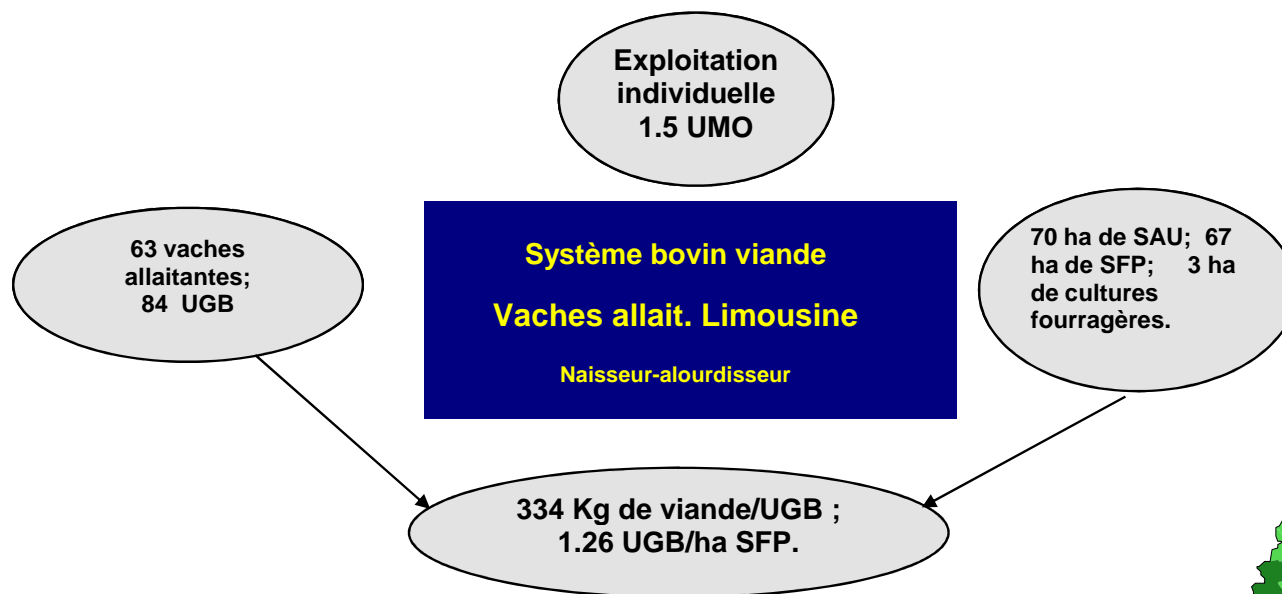 Exploitation
individuelle
1.5 UMO
63 vaches
allaitantes;
84 UGB
Système bovin viande
Vaches allait. Limousine
Naisseur-alourdisseur
70 ha de SAU; 67
ha de SFP; 3 ha
de cultures
fourragères.
334 Kg de viande/UGB ;
1.26 UGB/ha SFP.